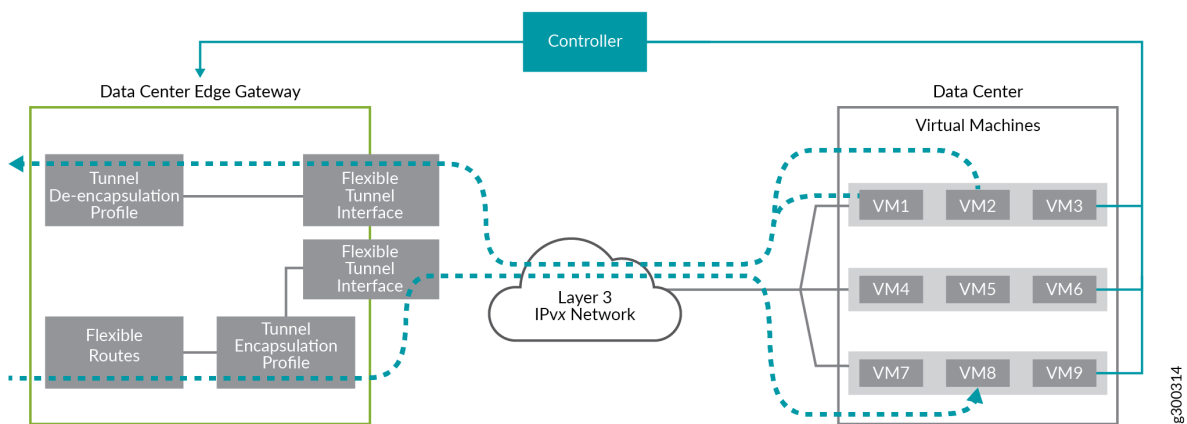 Controller
Data Center Edge Gateway
Data Center
Virtual Machines
Tunnel
De-encapsulation
Profile
Flexible
Tunnel
Interface
VM1 VM2 VM3
Flexible
Tunnel
Interface
Layer 3
IPvx Network
VM4 VM5 VM6
Flexible
Routes
Tunnel
Encapsulation
Profile
VM7 VM8 VM9
g300314